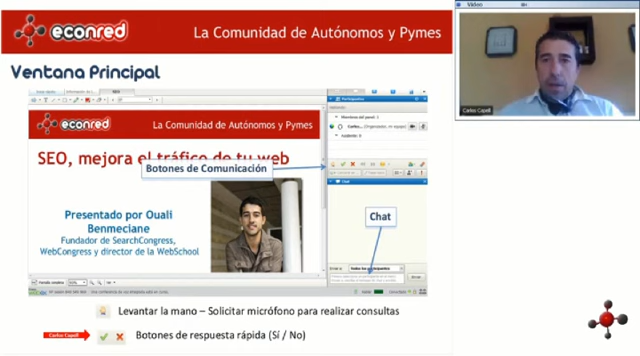 econred
La Comunidad de Autónomos y Pymes
Video
Carlos Capell
Ventana Principal
econred
La Comunidad de Autónomos y Pymes
SEO, mejora el tráfico de tu web
Botones de Comunicación
Presentado por Ouali
Benmeciane
Fundador de SearchCongress,
WebCongress y director de la WebSchool
Participantes
Chat
Chat
Levantar la mano – Solicitar micrófono para realizar consultas
Carlos Capell
Botones de respuesta rápida (Sí / No)